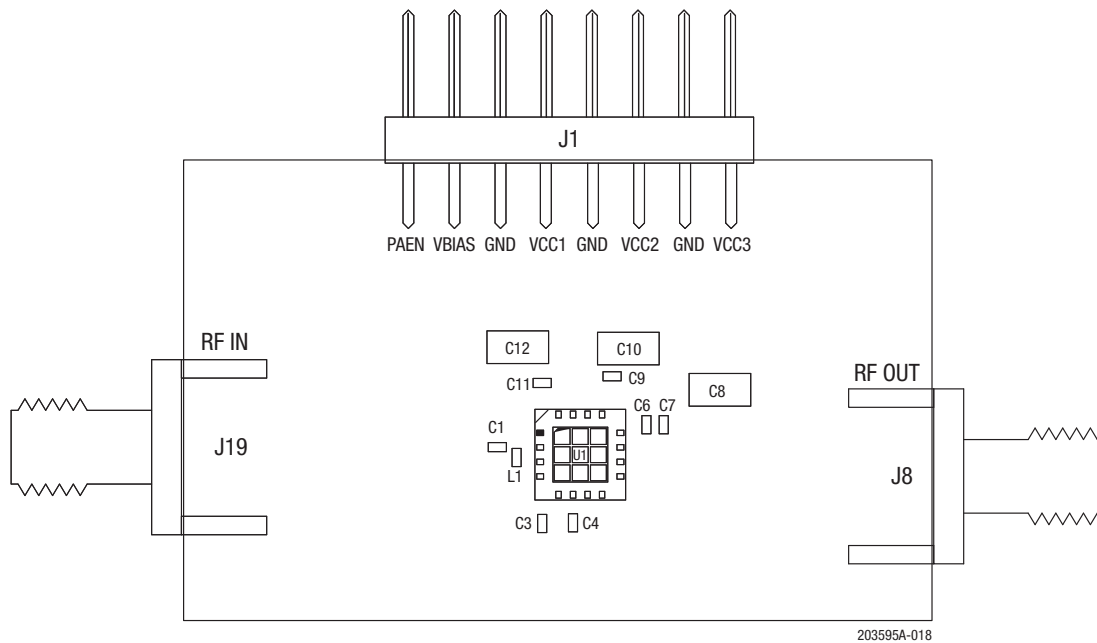 J1
PAEN VBIAS GND VCC1 GND VCC2 GND VCC3
RF IN
C12
C10
C11
C9
C8
RF OUT
C6 C7
C1
J19
L1
U1
J8
C3
C4
203595A-018